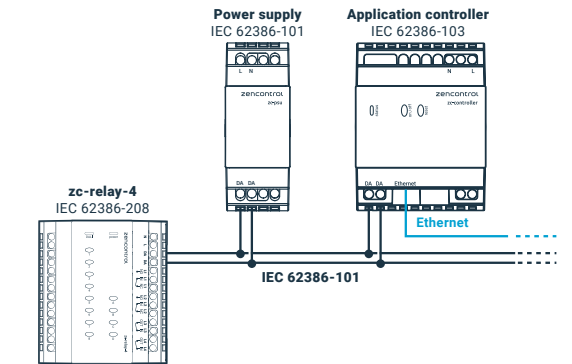 Power supply
IEC 62386-101
Application controller
IEC 62386-103
L N
N L
zencontrol
zc-psu
zencontrol
zc-controller
DA DA
DA DA
Ethernet
zc-relay-4
IEC 62386-208
Ethernet
zencontrol
IEC 62386-101